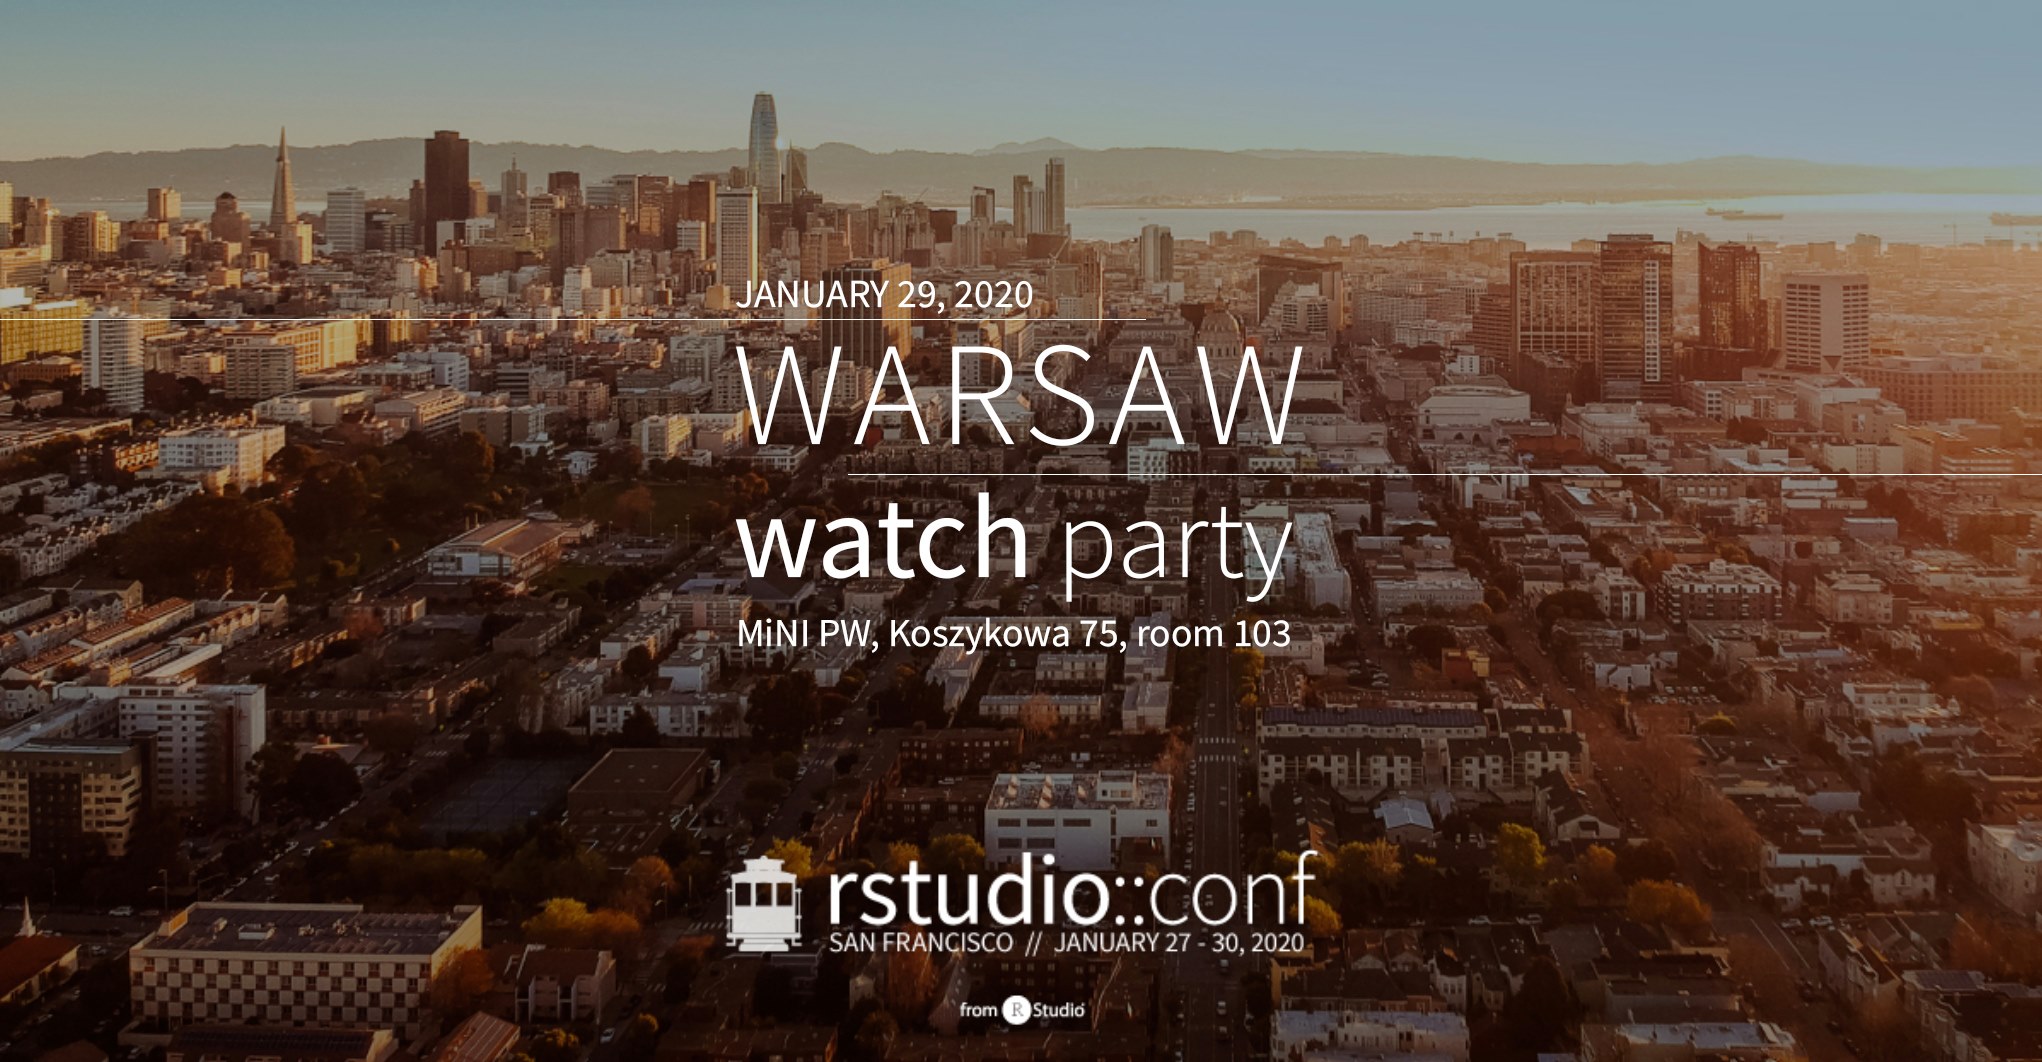 JANUARY 29, 2020
WARSAW
watch party
MiNI PW, Koszykowa 75, room 103
rstudio::conf
SAN FRANCISCO // JANUARY 27 - 30, 2020
from R Studio